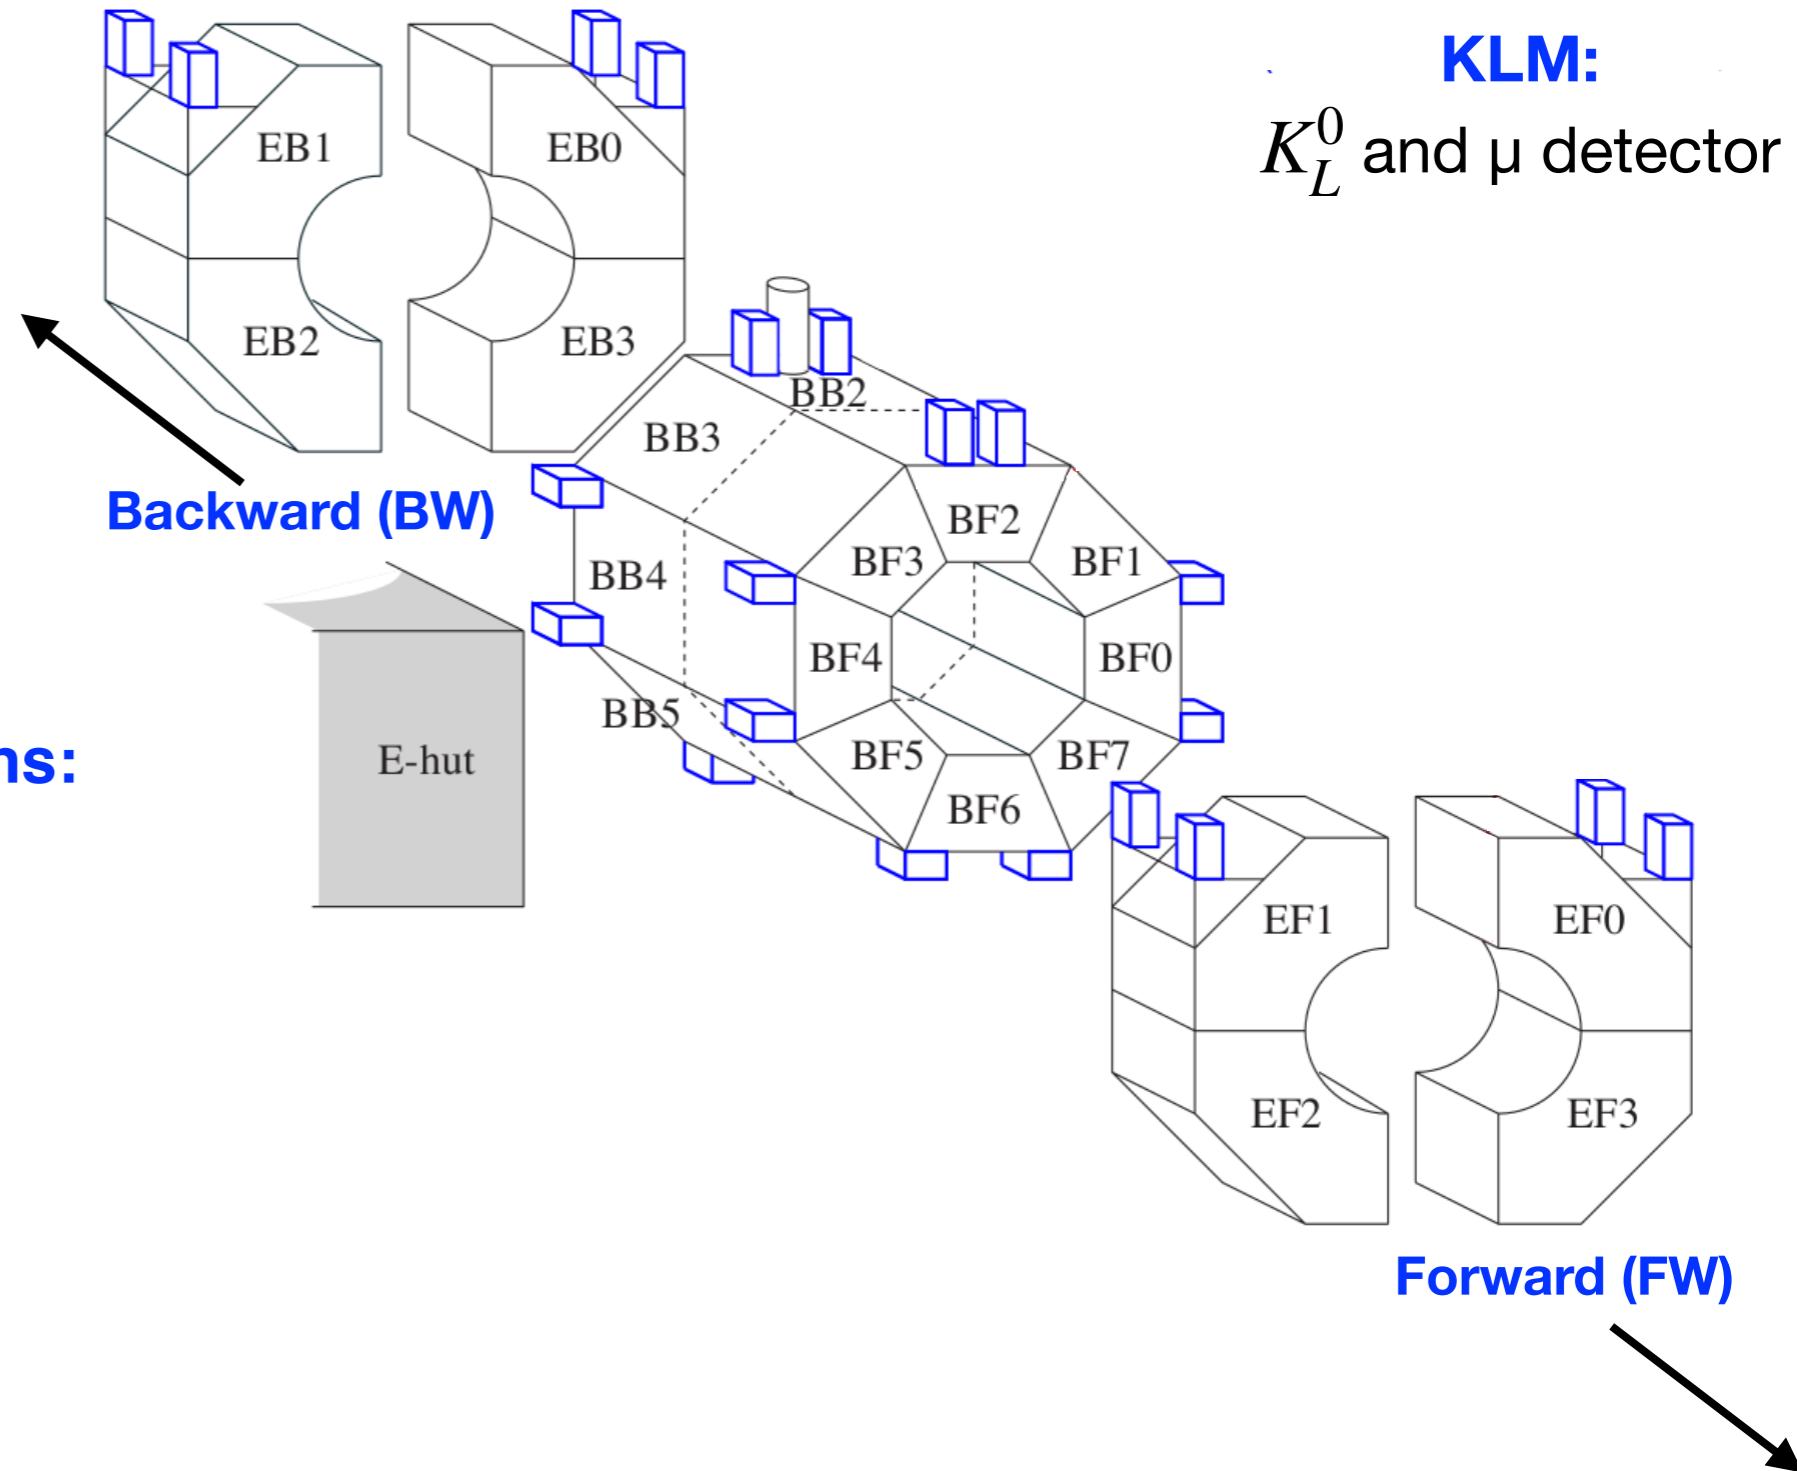 KLM:
K_L^0 and μ detector
EB1
EB0
EB2
EB3
BB2
BB3
Backward (BW)
BF2
BF3
BF1
BB4
BF4
BF0
BB5
BF5
BF7
E-hut
ns:
BF6
EF1
EF0
EF2
EF3
Forward (FW)